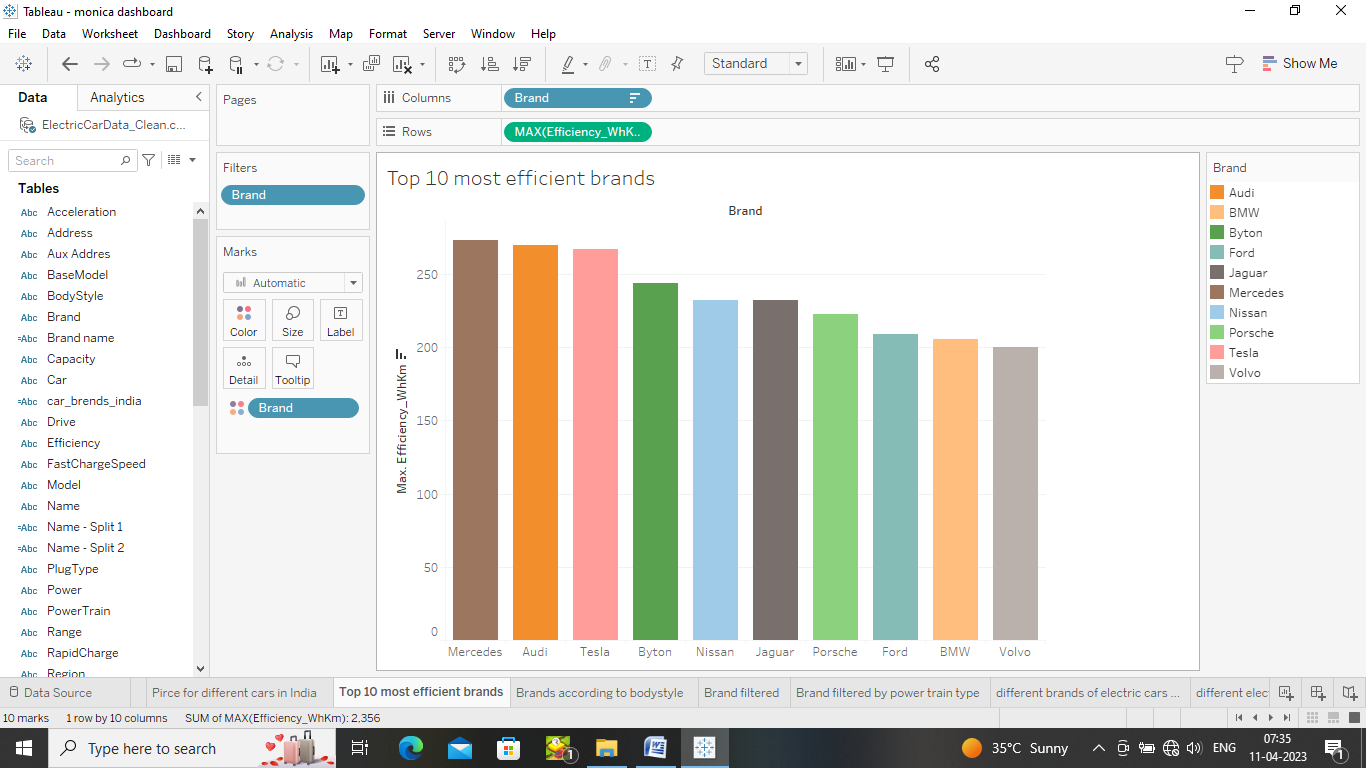 Tableau - monica dashboard
File Data Worksheet Dashboard Story Analysis Map Format Server Window Help
Standard
Show Me
Data Analytics
ElectricCarData_Clean.c...
Search
Tables
Abc Acceleration
Abc Address
Abc Aux Addres
Abc BaseModel
Abc BodyStyle
Abc Brand
=Abc Brand name
Abc Capacity
Abc Car
=Abc car_brends_india
Abc Drive
Abc Efficiency
Abc FastChargeSpeed
Abc Model
Abc Name
=Abc Name - Split 1
=Abc Name - Split 2
Abc PlugType
Abc Power
Abc PowerTrain
Abc Range
Abc RapidCharge
Abc Region
Pages
Filters
Brand
Marks
Automatic
Color Size Label
Detail Tooltip
Brand
Columns Brand
Rows MAX(Efficiency_WhK..
Top 10 most efficient brands
Brand
Max. Efficiency_WhKm
250
200
150
100
50
0
Mercedes Audi Tesla Byton Nissan Jaguar Porsche Ford BMW Volvo
Brand
Audi
BMW
Byton
Ford
Jaguar
Mercedes
Nissan
Porsche
Tesla
Volvo
Data Source Pirce for different cars in India Top 10 most efficient brands Brands according to bodystyle Brand filtered Brand filtered by power train type different brands of electric cars ... different elec
10 marks 1 row by 10 columns SUM of MAX(Efficiency_WhKm): 2,356
Type here to search
1
35°C Sunny
ENG
07:35
11-04-2023
1